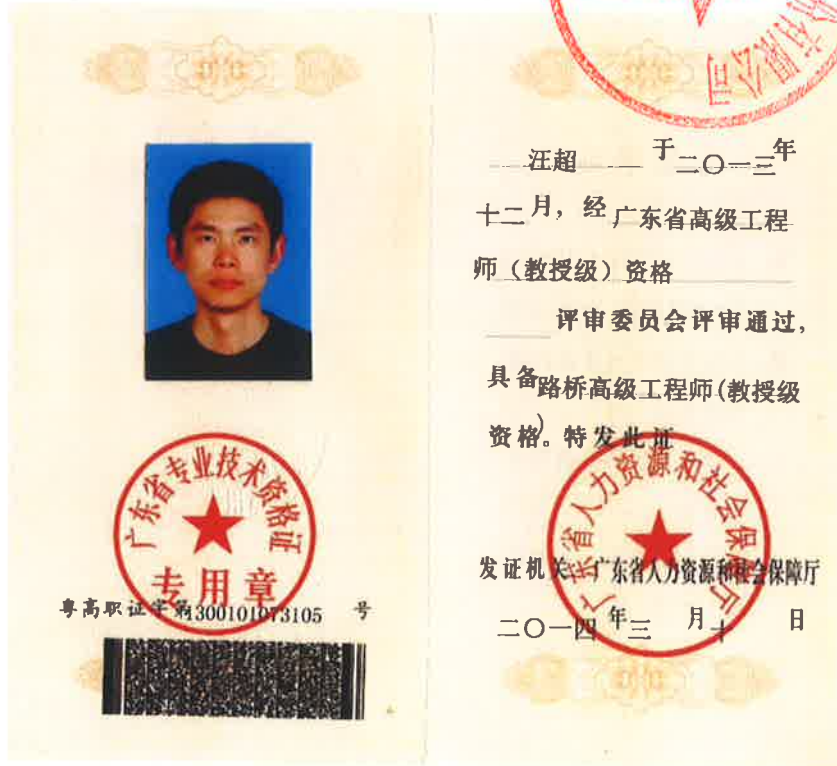 广东省专业技术资格证
专用章
粤高职证字第1300101073105 号
有限公司
汪超 于二〇一三年
十二月，经广东省高级工程
师（教授级）资格
评审委员会评审通过，
具备路桥高级工程师(教授级
)
资格。特发此证
广东省人力资源和社会保障厅
发证机关 广东省人力资源和社会保障厅
二〇一四年三月十日